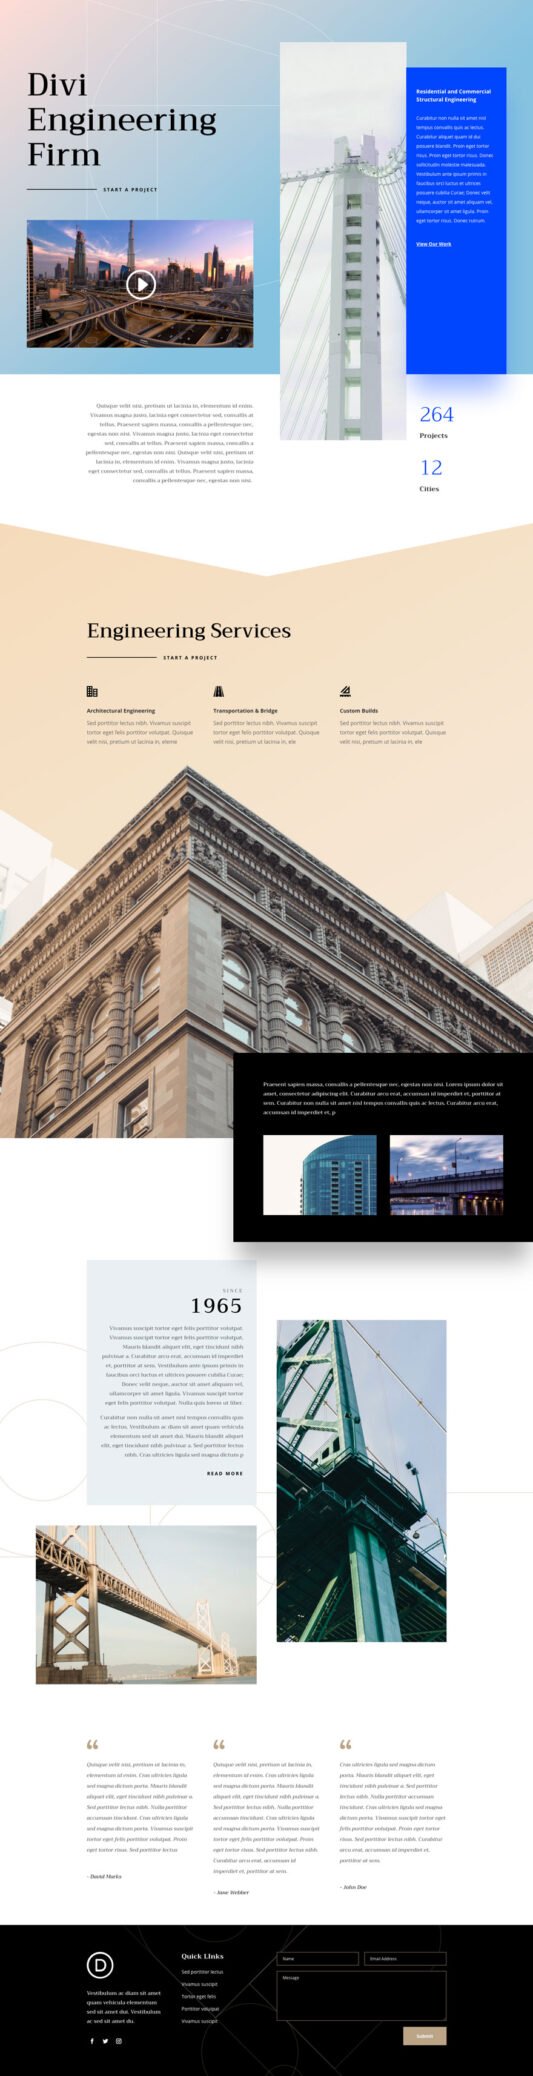 Divi
Engineering
Firm
START A PROJECT
Residential and Commercial
Structural Engineering
Curabitur non nulla sit amet nisl
tempus convallis quis ac lectus.
Curabitur aliquet quam id dui
posuere blandit. Proin eget tortor
risus. Proin eget tortor risus. Donec
sollicitudin molestie malesuada.
Vestibulum ante ipsum primis in
faucibus orci luctus et ultrices
posuere cubilia Curae; Donec velit
neque, auctor sit amet aliquam vel,
ullamcorper sit amet ligula. Proin
eget tortor risus. Donec rutrum.
View Our Work
Quisque velit nisi, pretium ut lacinia in, elementum id enim.
Vivamus magna justo, lacinia eget consectetur sed, convallis at
tellus. Praesent sapien massa, convallis a pellentesque nec,
egestas non nisi. Vivamus magna justo, lacinia eget consectetur
sed, convallis at tellus. Praesent sapien massa, convallis a
pellentesque nec, egestas non nisi. Quisque velit nisi, pretium ut
lacinia in, elementum id enim. Vivamus magna justo, lacinia
eget consectetur sed, convallis at tellus. Praesent sapien massa,
convallis a pellentesque nec, egestas non nisi.
264
Projects
12
Cities
Engineering Services
START A PROJECT
Architectural Engineering
Sed porttitor lectus nibh. Vivamus suscipit
tortor eget felis porttitor volutpat. Quisque
velit nisi, pretium ut lacinia in, eleme
Transportation & Bridge
Sed porttitor lectus nibh. Vivamus suscipit
tortor eget felis porttitor volutpat. Quisque
velit nisi, pretium ut lacinia in, ele
Custom Builds
Sed porttitor lectus nibh. Vivamus suscipit
tortor eget felis porttitor volutpat. Quisque
velit nisi, pretium ut lacinia in, ele
Praesent sapien massa, convallis a pellentesque nec, egestas non nisi. Lorem ipsum dolor sit
amet, consectetur adipiscing elit. Curabitur arcu erat, accumsan id imperdiet et, porttitor at
sem. Curabitur non nulla sit amet nisl tempus convallis quis ac lectus. Curabitur arcu erat,
accumsan id imperdiet et, p
SINCE
1965
Vivamus suscipit tortor eget felis porttitor volutpat.
Vivamus suscipit tortor eget felis porttitor volutpat.
Mauris blandit aliquet elit, eget tincidunt nibh
pulvinar a. Curabitur arcu erat, accumsan id imperdiet
et, porttitor at sem. Vestibulum ante ipsum primis in
faucibus orci luctus et ultrices posuere cubilia Curae;
Donec velit neque, auctor sit amet aliquam vel,
ullamcorper sit amet ligula. Vivamus suscipit tortor
eget felis porttitor volutpat. Nulla quis lorem ut liber.
Curabitur non nulla sit amet nisl tempus convallis quis
ac lectus. Vestibulum ac diam sit amet quam vehicula
elementum sed sit amet dui. Mauris blandit aliquet
elit, eget tincidunt nibh pulvinar a. Sed porttitor lectus
nibh. Cras ultricies ligula sed magna dictum p
READ MORE
“
Quisque velit nisi, pretium ut lacinia in,
elementum id enim. Cras ultricies ligula
sed magna dictum porta. Mauris blandit
aliquet elit, eget tincidunt nibh pulvinar a.
Sed porttitor lectus nibh. Nulla porttitor
accumsan tincidunt. Cras ultricies ligula
sed magna dictum porta. Vivamus suscipit
tortor eget felis porttitor volutpat. Proin
eget tortor risus. Sed porttitor lectus
- David Marks
“
Quisque velit nisi, pretium ut lacinia in,
elementum id enim. Cras ultricies ligula
sed magna dictum porta. Mauris blandit
aliquet elit, eget tincidunt nibh pulvinar a.
Sed porttitor lectus nibh. Nulla porttitor
accumsan tincidunt. Cras ultricies ligula
sed magna dictum porta. Vivamus suscipit
tortor eget felis porttitor volutpat. Proin
eget tortor risus. Sed porttitor lectus nibh.
Curabitur arcu erat, accumsan id
imperdiet et, porttitor at sem.
- Jane Webber
“
Cras ultricies ligula sed magna dictum
porta. Mauris blandit aliquet elit, eget
tincidunt nibh pulvinar a. Sed porttitor
lectus nibh. Nulla porttitor accumsan
tincidunt. Cras ultricies ligula sed magna
dictum porta. Vivamus suscipit tortor eget
felis porttitor volutpat. Proin eget tortor
risus. Sed porttitor lectus nibh. Curabitur
arcu erat, accumsan id imperdiet et,
porttitor at sem.
- John Doe
D
Vestibulum ac diam sit amet
quam vehicula elementum
sed sit amet dui. Vestibulum
ac sed sit amet du.
Quick Links
Sed porttitor lectus
Vivamus suscipit
Tortor eget felis
Porttitor volutpat
Vivamus suscipit
Name
Email Address
Message
Submit